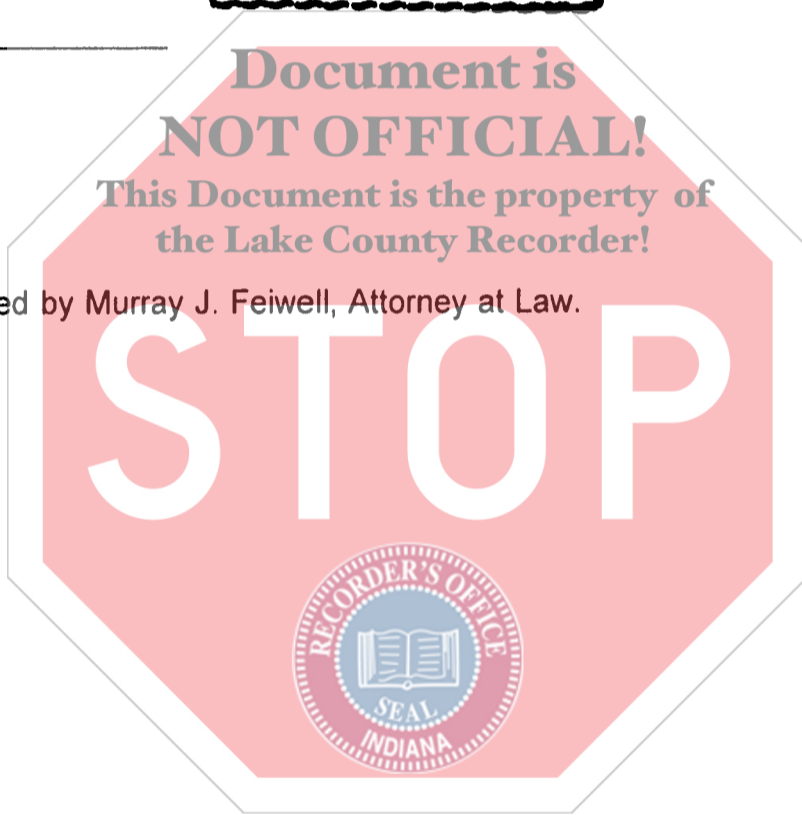 Document is
NOT OFFICIAL!
This Document is the property of
the Lake County Recorder!
ed by Murray J. Feiwell, Attorney at Law.
STOP
RECORDER'S OFFICE
SEAL
INDIANA